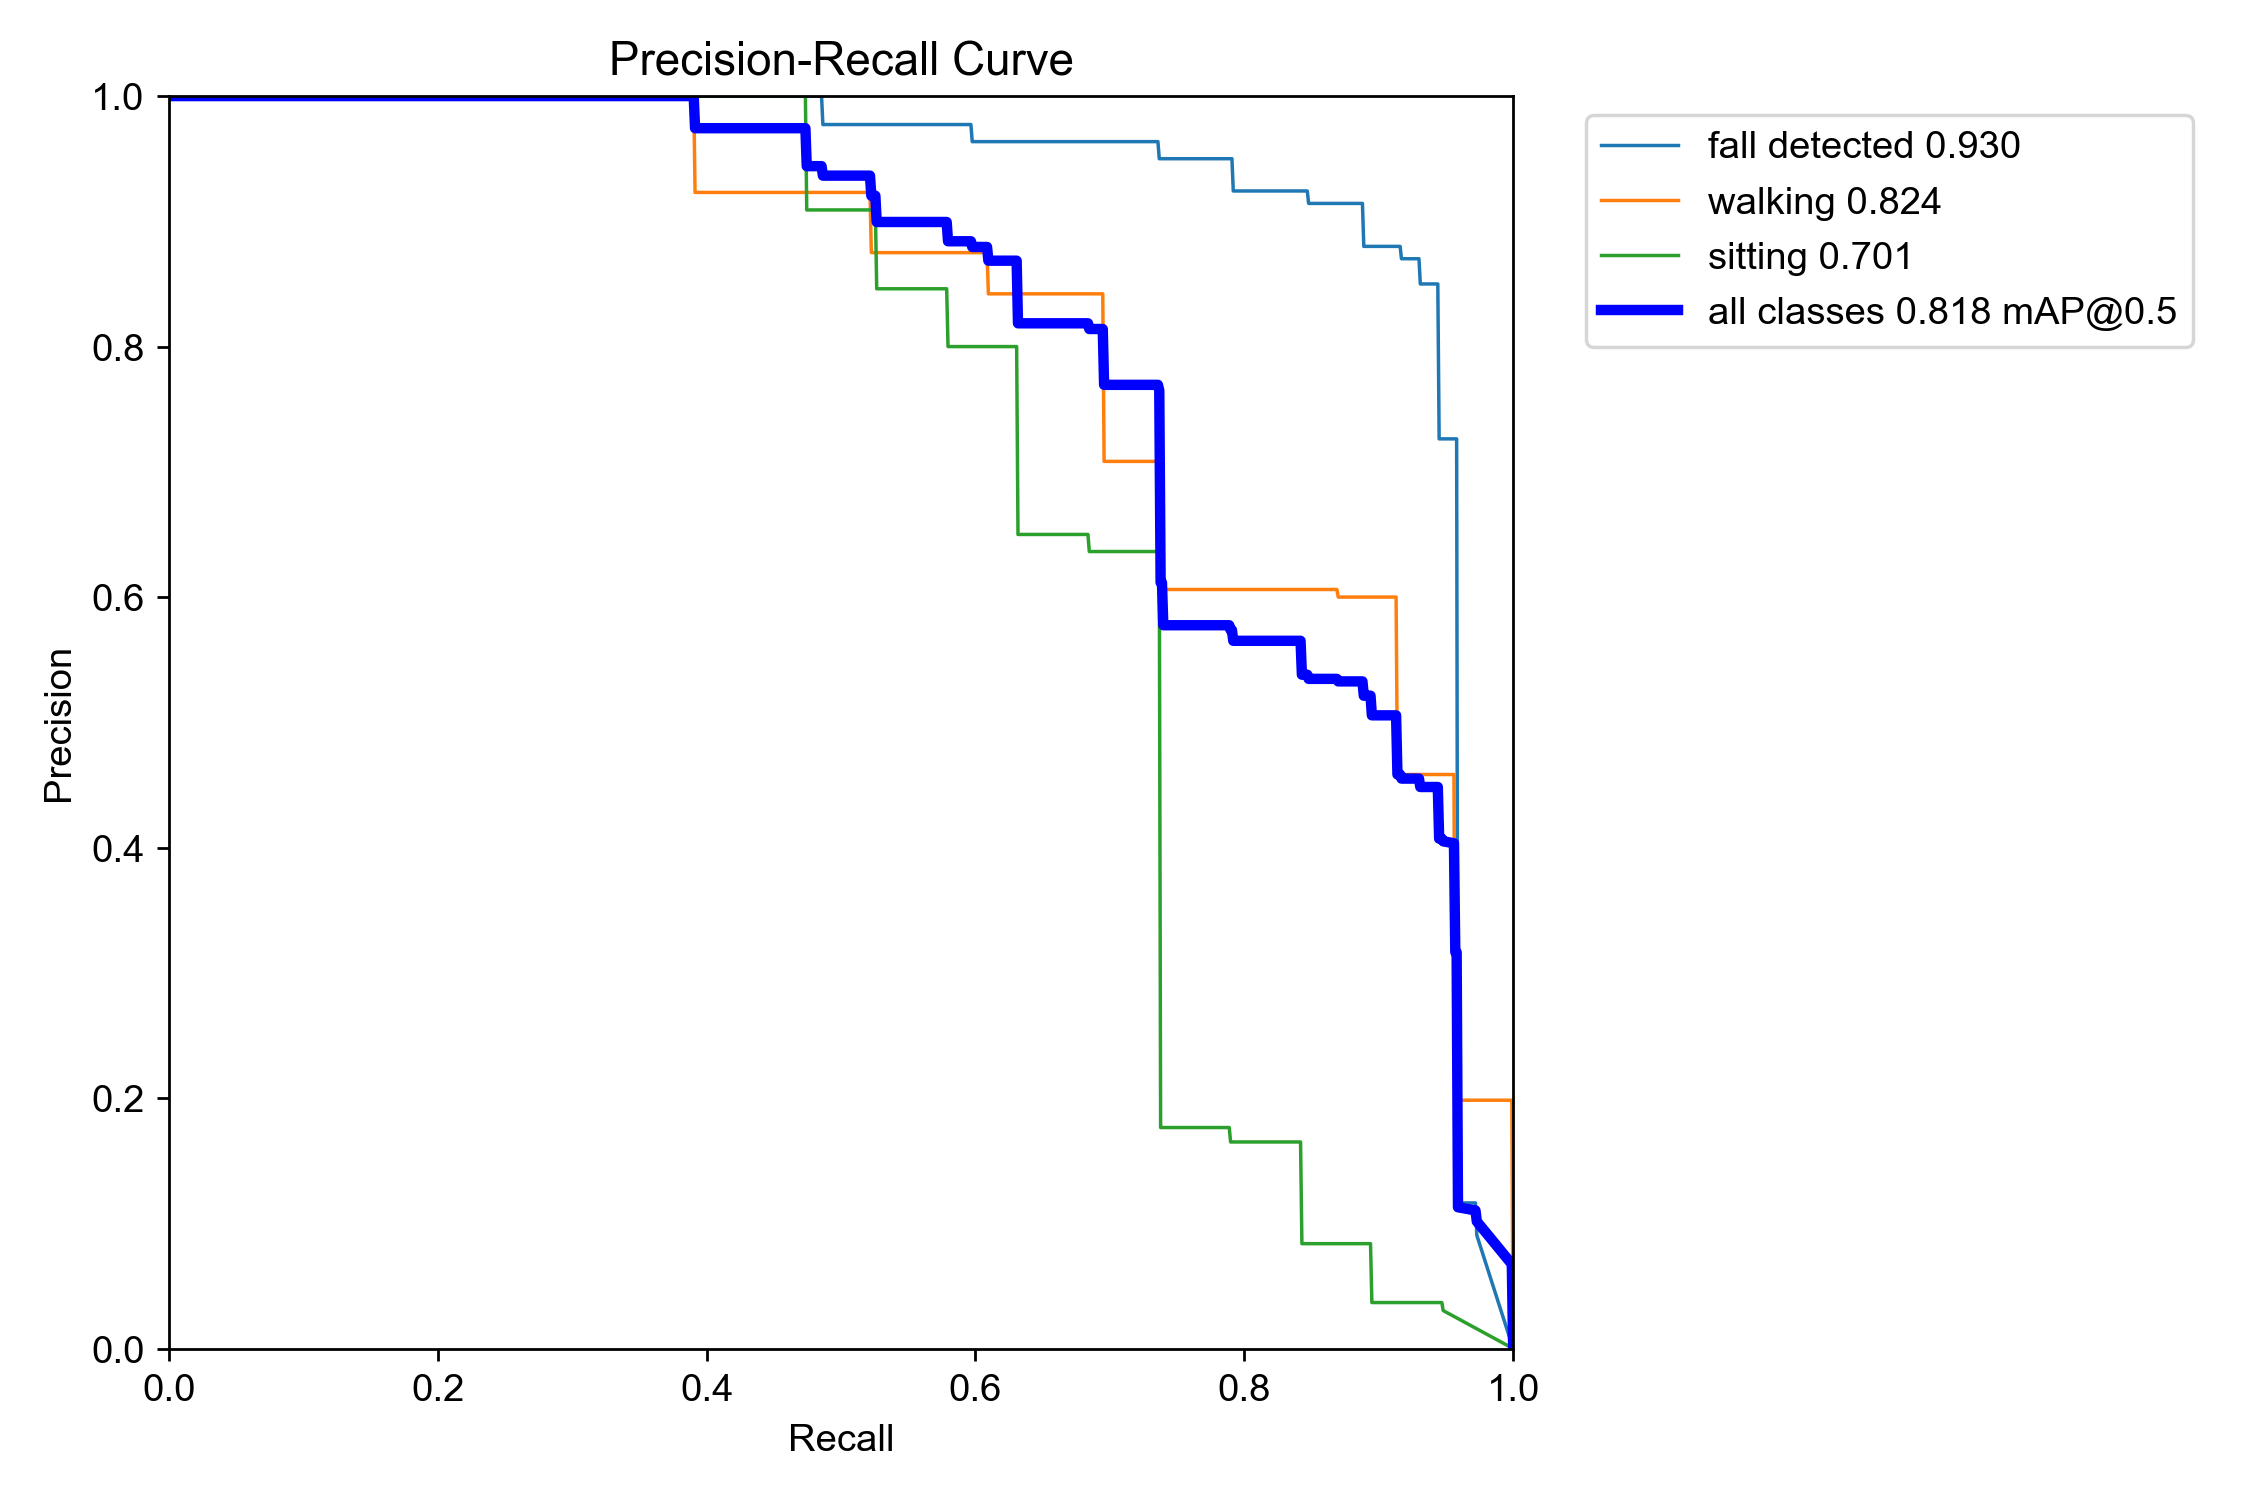 Precision-Recall Curve
1.0
0.8
0.6
0.4
0.2
0.0
Precision
0.0 0.2 0.4 0.6 0.8 1.0
Recall
fall detected 0.930
walking 0.824
sitting 0.701
all classes 0.818 mAP@0.5